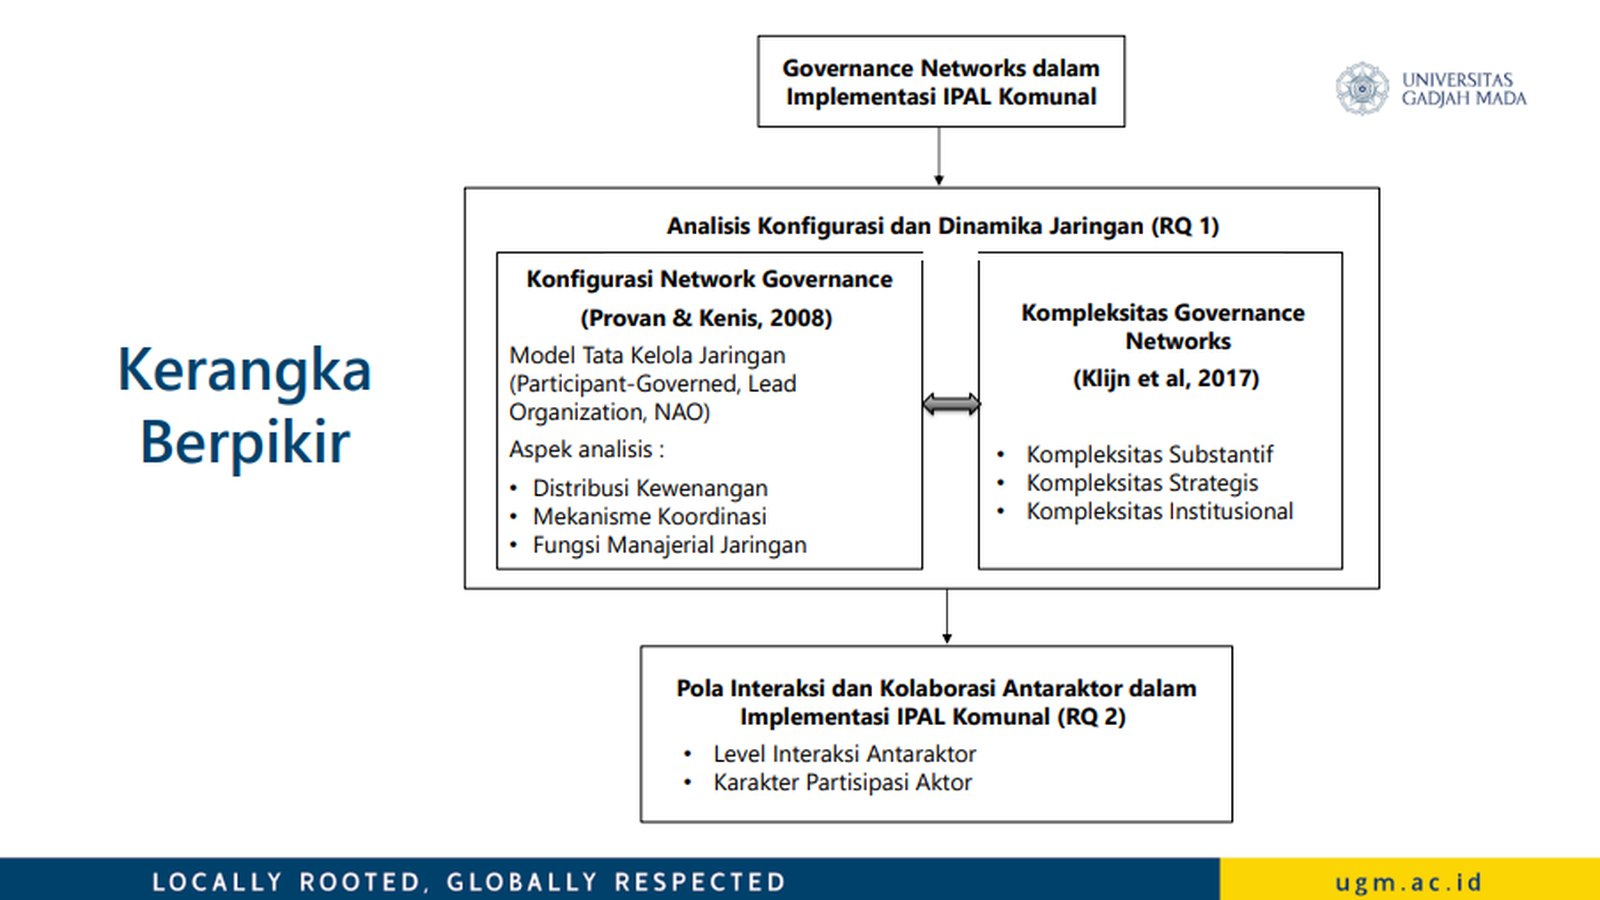 Governance Networks dalam
Implementasi IPAL Komunal
UNIVERSITAS
GADJAH MADA
Analisis Konfigurasi dan Dinamika Jaringan (RQ 1)
Konfigurasi Network Governance
(Provan & Kenis, 2008)
Model Tata Kelola Jaringan
(Participant-Governed, Lead
Organization, NAO)
Aspek analisis :
• Distribusi Kewenangan
• Mekanisme Koordinasi
• Fungsi Manajerial Jaringan
Kompleksitas Governance
Networks
(Klijn et al, 2017)
• Kompleksitas Substantif
• Kompleksitas Strategis
• Kompleksitas Institusional
Kerangka
Berpikir
Pola Interaksi dan Kolaborasi Antaraktor dalam
Implementasi IPAL Komunal (RQ 2)
• Level Interaksi Antaraktor
• Karakter Partisipasi Aktor
LOCALLY ROOTED, GLOBALLY RESPECTED
ugm.ac.id